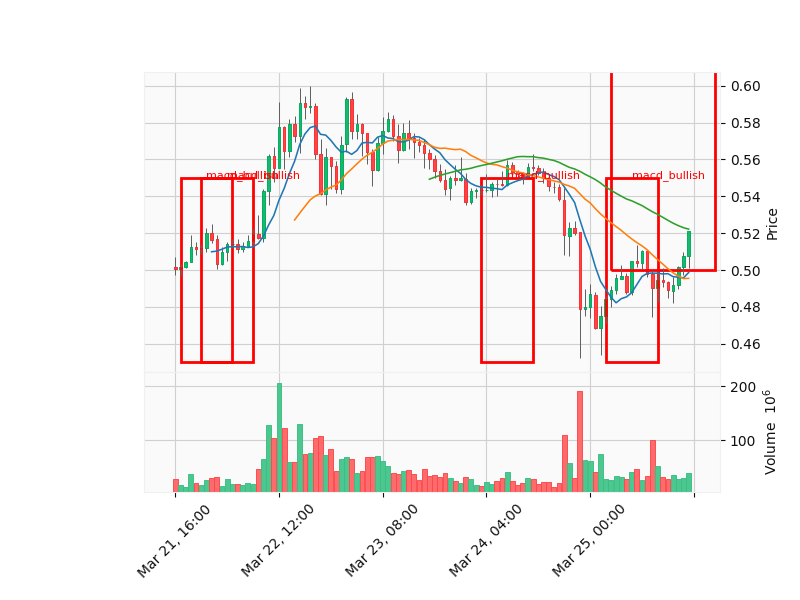 0.60
0.58
0.56
0.54
0.52
0.50
0.48
0.46
Price
macd_bullish
macd_bullish
macd_bullish
200
100
Volume 10^6
Mar 21, 16:00
Mar 22, 12:00
Mar 23, 08:00
Mar 24, 04:00
Mar 25, 00:00